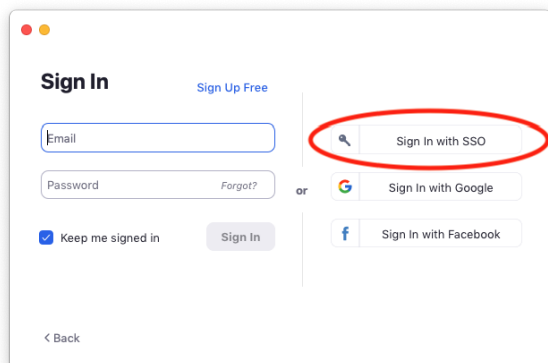 Sign In
Sign Up Free
Email
Password
Forgot?
Keep me signed in
Sign In
or
Sign In with SSO
Sign In with Google
Sign In with Facebook
< Back